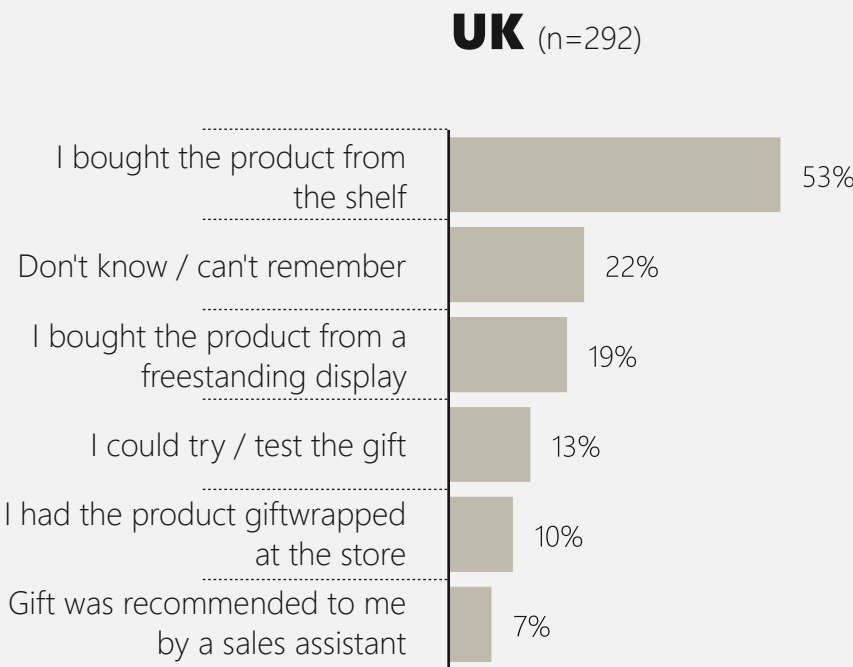 UK (n=292)
I bought the product from
the shelf
53%
Don't know / can't remember
22%
I bought the product from a
freestanding display
19%
I could try / test the gift
13%
I had the product giftwrapped
at the store
10%
Gift was recommended to me
by a sales assistant
7%